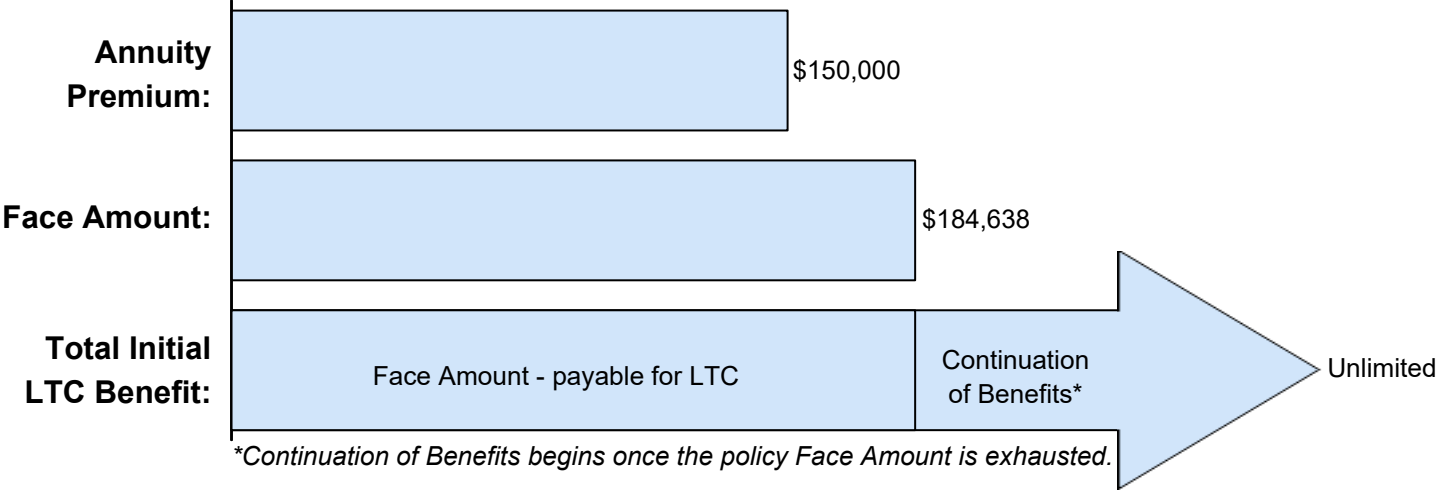 Annuity
Premium:
$150,000
Face Amount:
$184,638
Total Initial
LTC Benefit:
Face Amount - payable for LTC
Continuation
of Benefits*
Unlimited
*Continuation of Benefits begins once the policy Face Amount is exhausted.